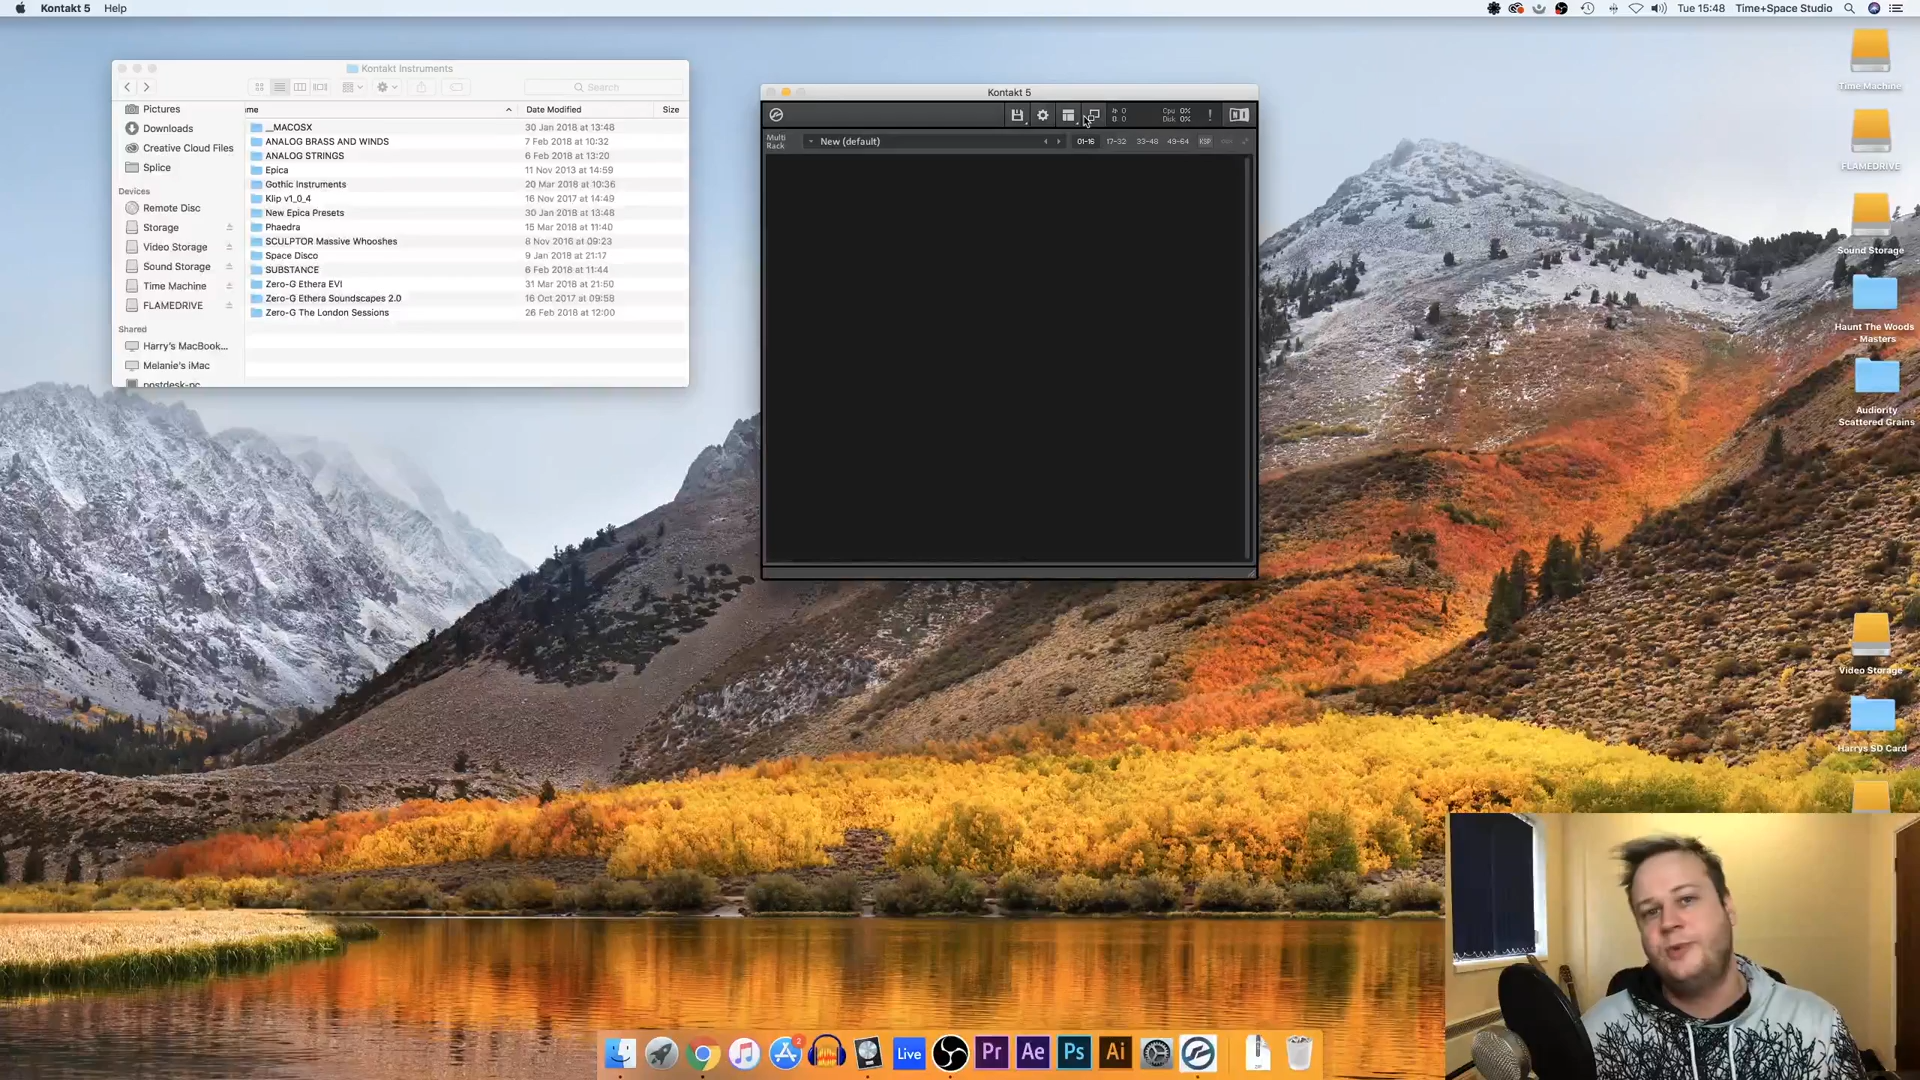 Kontakt 5 Help
Tue 15:48 Time+Space Studio
Kontakt Instruments
Search
Pictures
Downloads
Creative Cloud Files
Splice
Devices
Remote Disc
Storage
Video Storage
Sound Storage
Time Machine
FLAMEDRIVE
Shared
Harry's MacBook...
Melanie's iMac
postdesk-pc
me Date Modified Size
__MACOSX 30 Jan 2018 at 13:48
ANALOG BRASS AND WINDS 7 Feb 2018 at 10:32
ANALOG STRINGS 6 Feb 2018 at 13:20
Epica 11 Nov 2013 at 14:59
Gothic Instruments 20 Mar 2018 at 10:36
Klip v1_0_4 16 Nov 2017 at 14:49
New Epica Presets 30 Jan 2018 at 13:48
Phaedra 15 Mar 2018 at 11:40
SCULPTOR Massive Whooshes 8 Nov 2016 at 09:23
Space Disco 9 Jan 2018 at 21:17
SUBSTANCE 6 Feb 2018 at 11:44
Zero-G Ethera EVI 31 Mar 2018 at 21:50
Zero-G Ethera Soundscapes 2.0 16 Oct 2017 at 09:58
Zero-G The London Sessions 26 Feb 2018 at 12:00
Kontakt 5
0 Cpu 0%
0 Disk 0%
!
Multi Rack
New (default) 01-16 17-32 33-48 49-64 KSP
Time Machine
FLAMEDRIVE
Sound Storage
Haunt The Woods
- Masters
Audiority
Scattered Grains
Video Storage
Harrys SD Card
2
Live
Pr
Ae
Ps
Ai